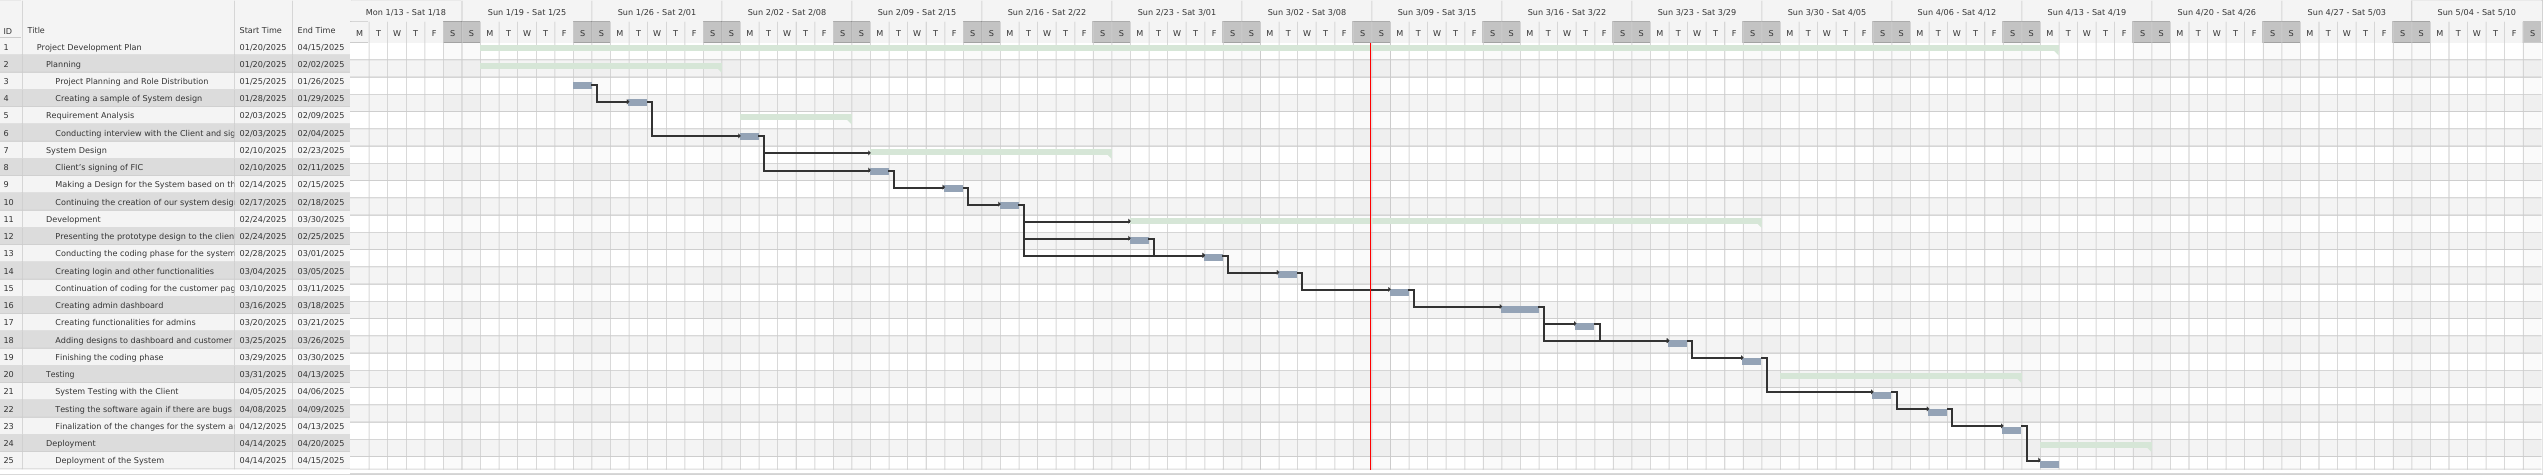 Mon 1/13 - Sat 1/18 Sun 1/19 - Sat 1/25 Sun 1/26 - Sat 2/01 Sun 2/02 - Sat 2/08 Sun 2/09 - Sat 2/15 Sun 2/16 - Sat 2/22 Sun 2/23 - Sat 3/01 Sun 3/02 - Sat 3/08 Sun 3/09 - Sat 3/15 Sun 3/16 - Sat 3/22 Sun 3/23 - Sat 3/29 Sun 3/30 - Sat 4/05 Sun 4/06 - Sat 4/12 Sun 4/13 - Sat 4/19 Sun 4/20 - Sat 4/26 Sun 4/27 - Sat 5/03 Sun 5/04 - Sat 5/10
ID Title Start Time End Time M T W T F S S M T W T F S S M T W T F S S M T W T F S S M T W T F S S M T W T F S S M T W T F S S M T W T F S S M T W T F S S M T W T F S S M T W T F S S M T W T F S S M T W T F S S M T W T F S S M T W T F S S M T W T F S S M T W T F S
1 Project Development Plan 01/20/2025 04/15/2025
2 Planning 01/20/2025 02/02/2025
3 Project Planning and Role Distribution 01/25/2025 01/26/2025
4 Creating a sample of System design 01/28/2025 01/29/2025
5 Requirement Analysis 02/03/2025 02/09/2025
6 Conducting interview with the Client and sig 02/03/2025 02/04/2025
7 System Design 02/10/2025 02/23/2025
8 Client's signing of FIC 02/10/2025 02/11/2025
9 Making a Design for the System based on th 02/14/2025 02/15/2025
10 Continuing the creation of our system desig 02/17/2025 02/18/2025
11 Development 02/24/2025 03/30/2025
12 Presenting the prototype design to the clien 02/24/2025 02/25/2025
13 Conducting the coding phase for the system 02/28/2025 03/01/2025
14 Creating login and other functionalities 03/04/2025 03/05/2025
15 Continuation of coding for the customer pag 03/10/2025 03/11/2025
16 Creating admin dashboard 03/16/2025 03/18/2025
17 Creating functionalities for admins 03/20/2025 03/21/2025
18 Adding designs to dashboard and customer 03/25/2025 03/26/2025
19 Finishing the coding phase 03/29/2025 03/30/2025
20 Testing 03/31/2025 04/13/2025
21 System Testing with the Client 04/05/2025 04/06/2025
22 Testing the software again if there are bugs 04/08/2025 04/09/2025
23 Finalization of the changes for the system a 04/12/2025 04/13/2025
24 Deployment 04/14/2025 04/20/2025
25 Deployment of the System 04/14/2025 04/15/2025